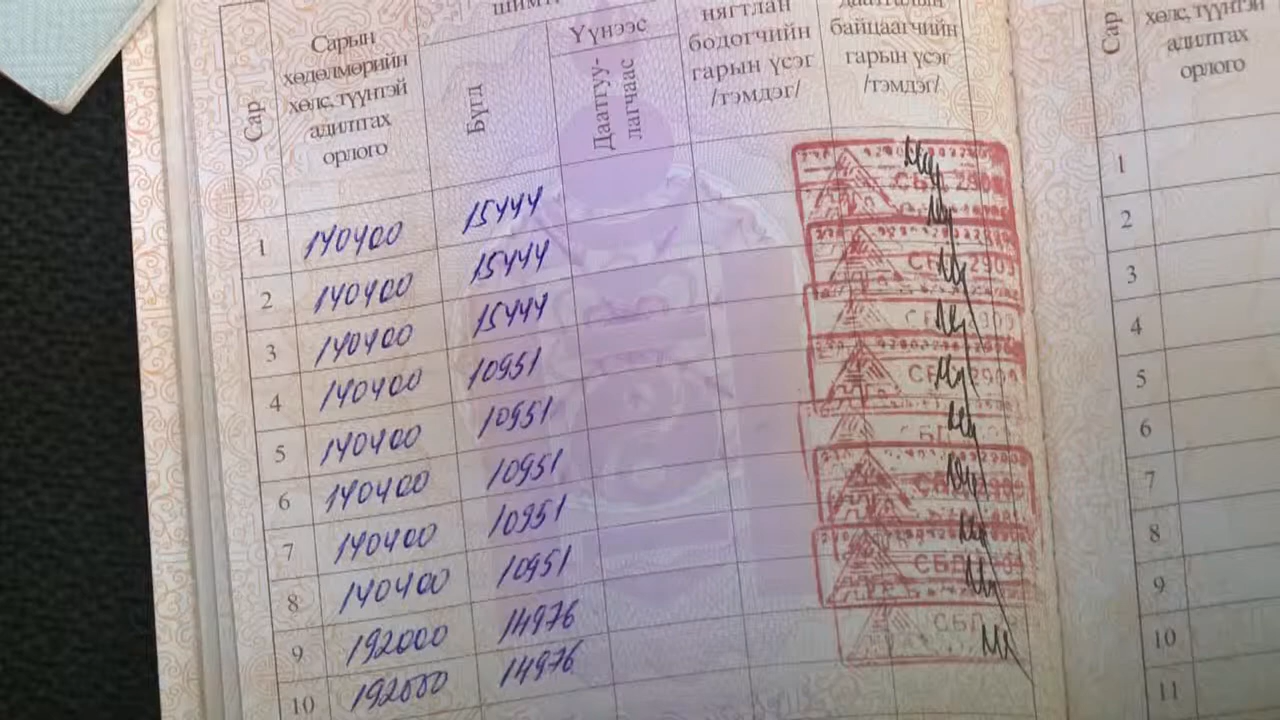 Сар
Сарын
хөдөлмөрийн
хөлс, түүнтэй
адилтгах
орлого
Бүгд
Үүнээс
Даатгуу-
лагчаас
нягтлан
бодогчийн
гарын үсэг
/тэмдэг/
байцаагчийн
гарын үсэг
/тэмдэг/
Сар
хөлс, түүнтэй
адилтгах
орлого
1 140400 15444
2 140400 15444
3 140400 15444
4 140400 10951
5 140400 10951
6 140400 10951
7 140400 10951
8 140400 10951
9 192000 14976
10 192000 14976
1
2
3
4
5
6
7
8
9
10
11